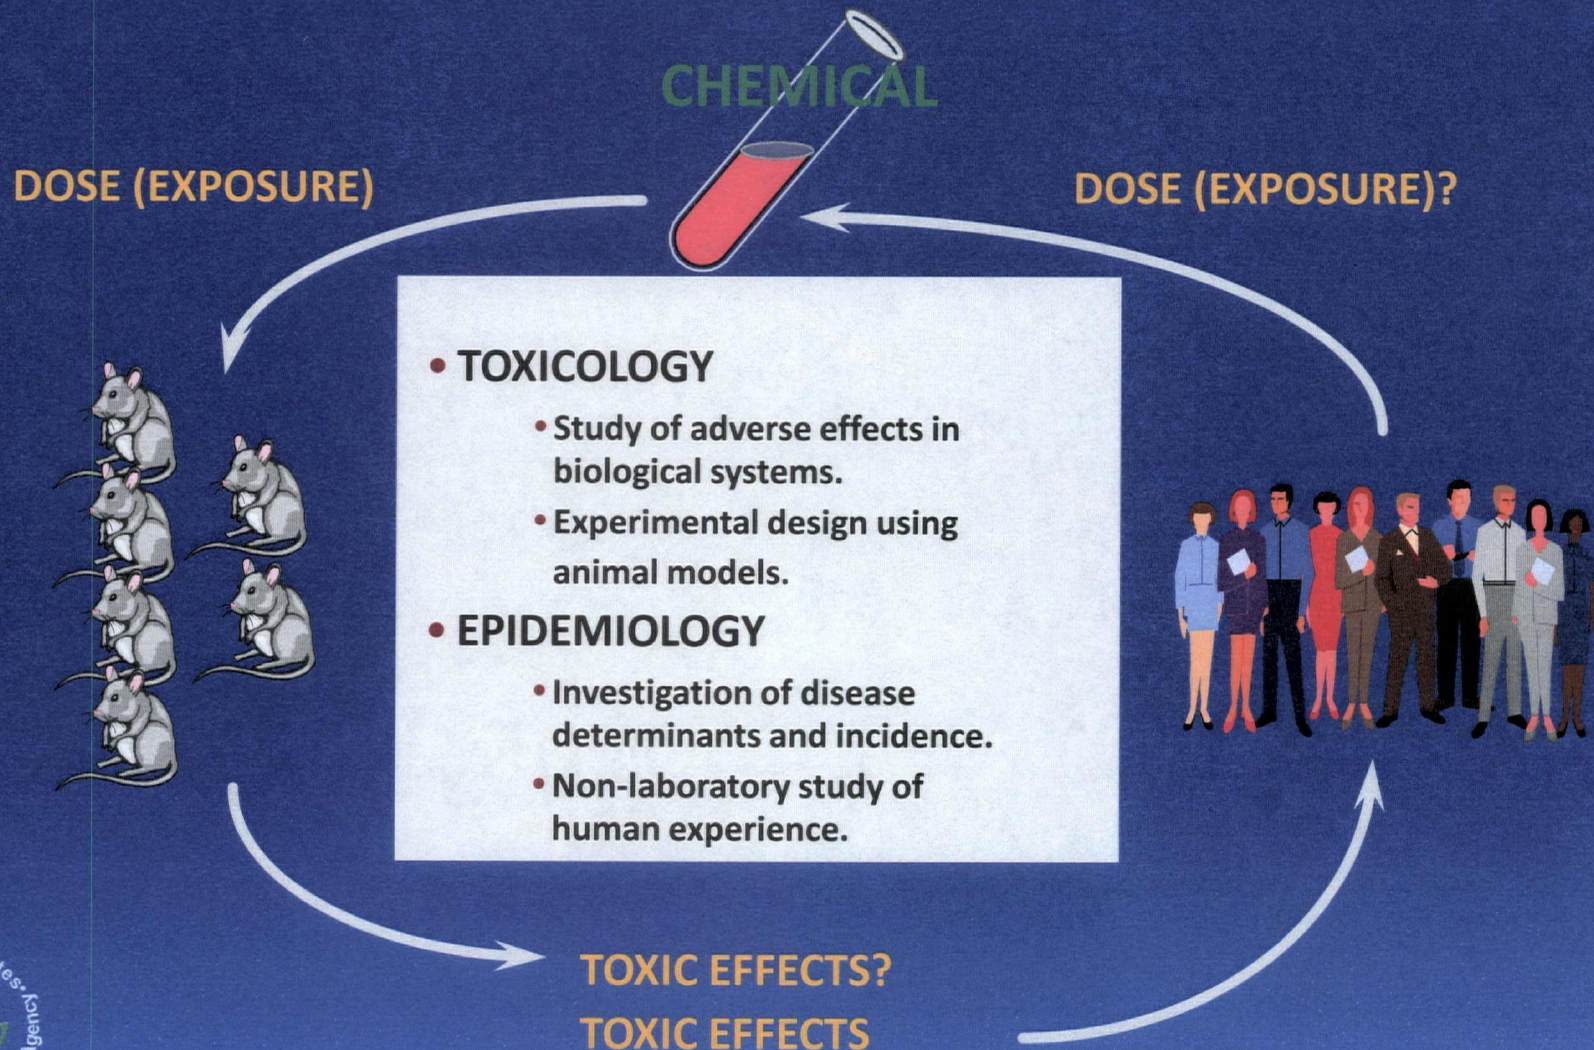 CHEMICAL
DOSE (EXPOSURE)
DOSE (EXPOSURE)?
• TOXICOLOGY
• Study of adverse effects in
biological systems.
• Experimental design using
animal models.
• EPIDEMIOLOGY
• Investigation of disease
determinants and incidence.
• Non-laboratory study of
human experience.
TOXIC EFFECTS?
TOXIC EFFECTS